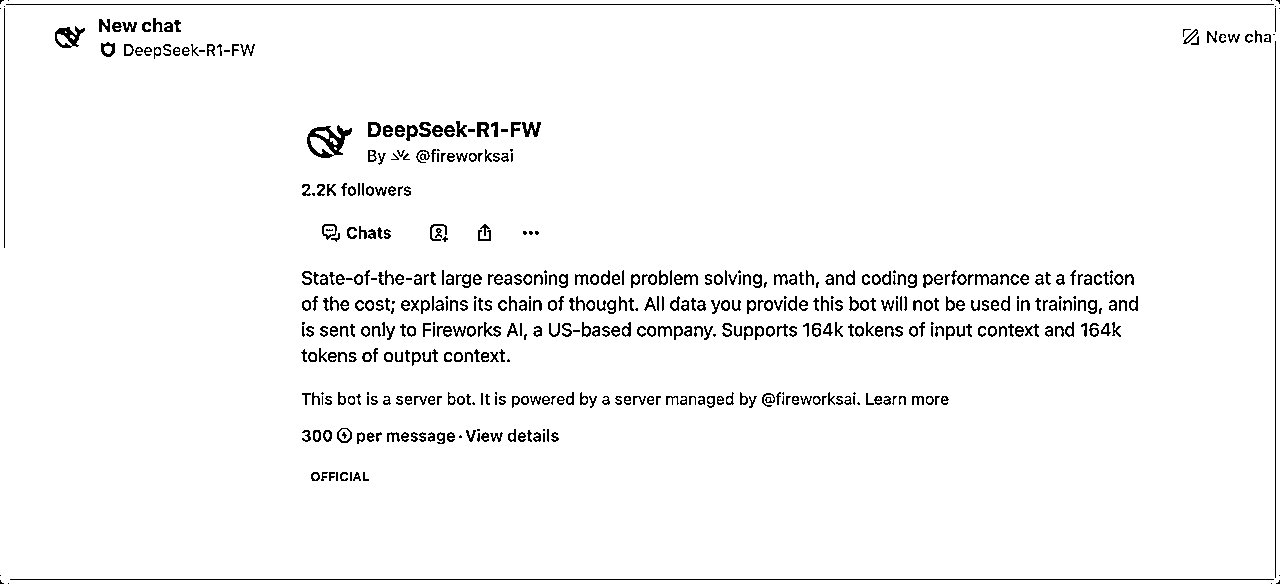 New chat
DeepSeek-R1-FW
New cha
DeepSeek-R1-FW
By @fireworksai
2.2K followers
Chats
State-of-the-art large reasoning model problem solving, math, and coding performance at a fraction
of the cost; explains its chain of thought. All data you provide this bot will not be used in training, and
is sent only to Fireworks AI, a US-based company. Supports 164k tokens of input context and 164k
tokens of output context.
This bot is a server bot. It is powered by a server managed by @fireworksai. Learn more
300 per message · View details
OFFICIAL